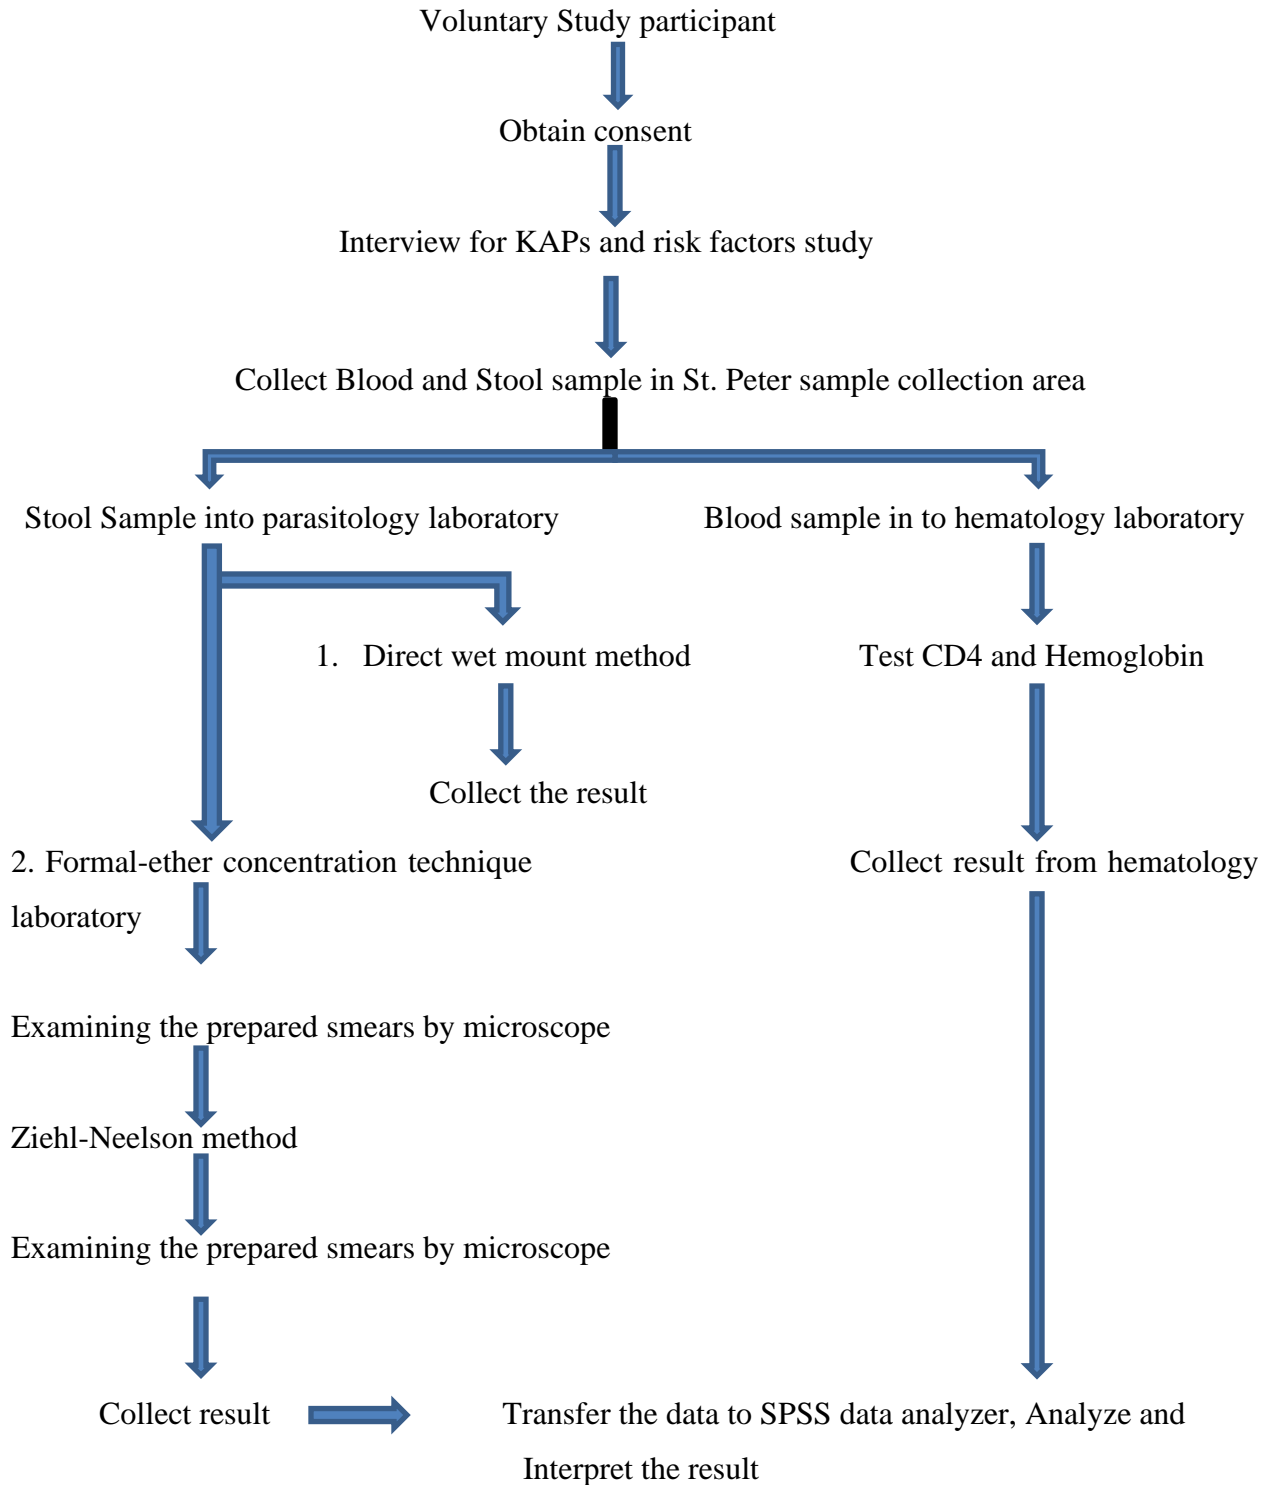 Voluntary Study participant
Obtain consent
Interview for KAPs and risk factors study
Collect Blood and Stool sample in St. Peter sample collection area
Stool Sample into parasitology laboratory
Blood sample in to hematology laboratory
1. Direct wet mount method
Test CD4 and Hemoglobin
Collect the result
2. Formal-ether concentration technique
laboratory
Collect result from hematology
Examining the prepared smears by microscope
Ziehl-Neelson method
Examining the prepared smears by microscope
Collect result
Transfer the data to SPSS data analyzer, Analyze and
Interpret the result